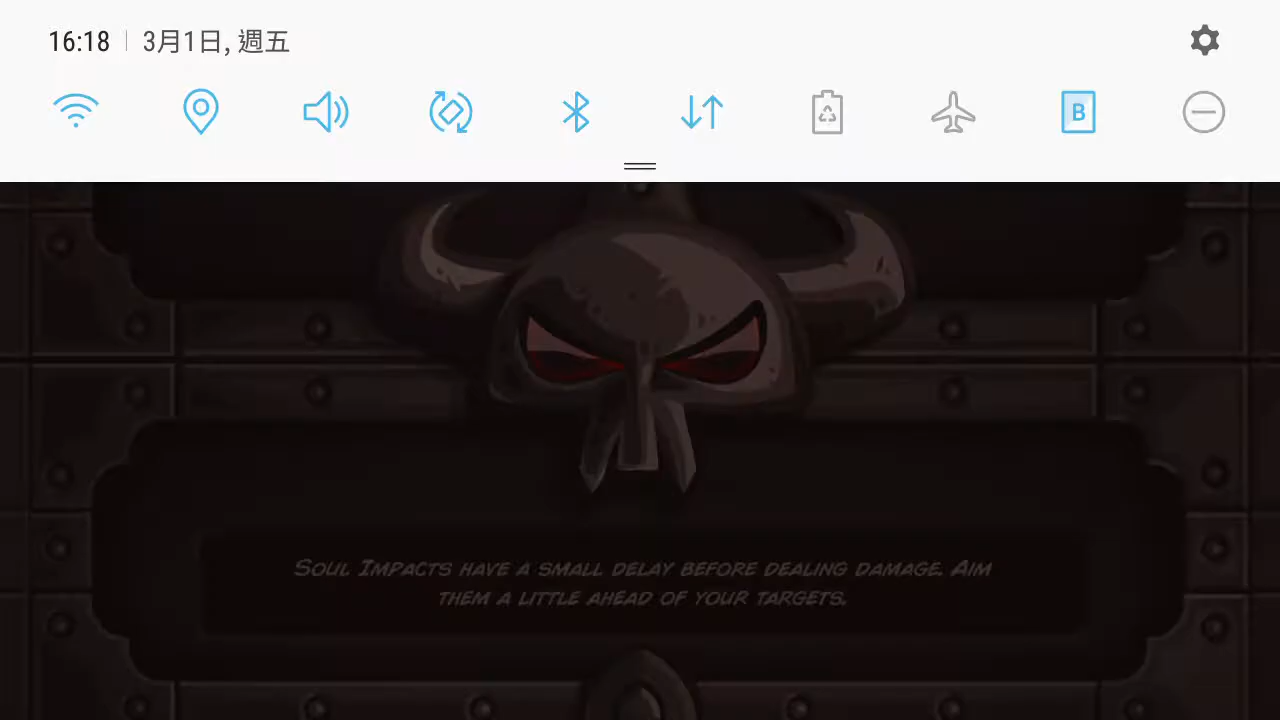 16:18 | 3月1日, 週五
B
SOUL IMPACTS HAVE A SMALL DELAY BEFORE DEALING DAMAGE. AIM
THEM A LITTLE AHEAD OF YOUR TARGETS.